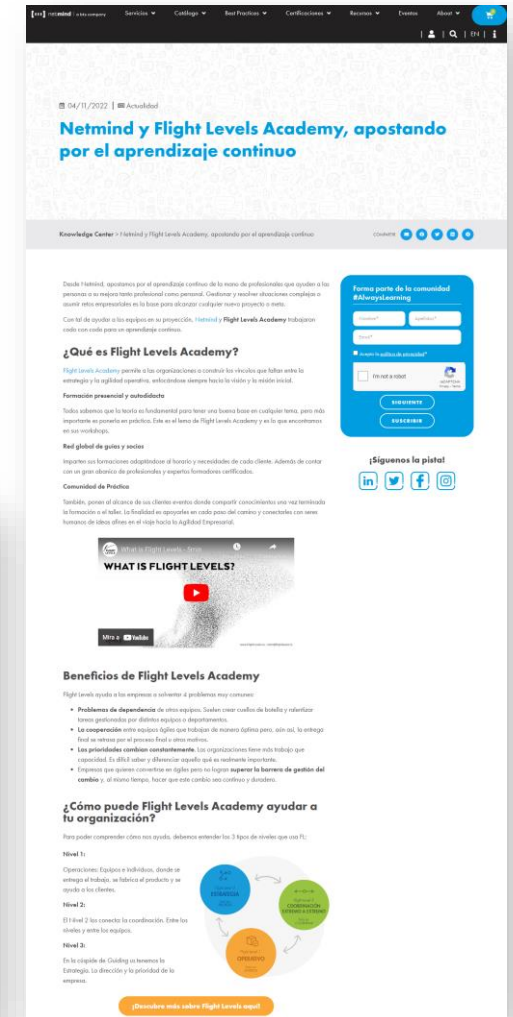 [•••] netmind | a bts company
Servicios
Catálogo
Best Practices
Certificaciones
Recursos
Eventos
About
EN
04/11/2022 | Actualidad
Netmind y Flight Levels Academy, apostando
por el aprendizaje continuo
Knowledge Center > Netmind y Flight Levels Academy, apostando por el aprendizaje continuo
COMPARTIR
Desde Netmind, apostamos por el aprendizaje continuo de la mano de profesionales que ayuden a las
personas a su mejora tanto profesional como personal. Gestionar y resolver situaciones complejas o
asumir retos empresariales es la base para alcanzar cualquier nuevo proyecto o meta.
Con tal de ayudar a los equipos en su proyección, Netmind y Flight Levels Academy trabajaran
codo con codo para un aprendizaje continuo.
¿Qué es Flight Levels Academy?
Flight Levels Academy permite a las organizaciones a construir los vínculos que faltan entre la
estrategia y la agilidad operativa, enfocándose siempre hacia la visión y la misión inicial.
Formación presencial y autodidacta
Todos sabemos que la teoría es fundamental para tener una buena base en cualquier tema, pero más
importante es ponerla en práctica. Este es el lema de Flight Levels Academy y es lo que encontramos
en sus workshops.
Red global de guías y socios
Imparten sus formaciones adaptándose al horario y necesidades de cada cliente. Además de contar
con un gran abanico de profesionales y expertos formadores certificados.
Comunidad de Práctica
También, ponen al alcance de sus clientes eventos donde compartir conocimientos una vez terminada
la formación o el taller. La finalidad es apoyarles en cada paso del camino y conectarles con seres
humanos de ideas afines en el viaje hacia la Agilidad Empresarial.
What is Flight Levels
WHAT IS FLIGHT LEVELS?
Mira a YouTube
Beneficios de Flight Levels Academy
Flight Levels ayuda a las empresas a solventar 4 problemas muy comunes:
• Problemas de dependencia de otros equipos. Suelen crear cuellos de botella y ralentizar
tareas gestionadas por distintos equipos o departamentos.
• La cooperación entre equipos ágiles que trabajan de manera óptima pero, aún así, la entrega
final se retrasa por el proceso final u otros motivos.
• Las prioridades cambian constantemente. Las organizaciones tiene más trabajo que
capacidad. Es difícil saber y diferenciar aquello qué es realmente importante.
• Empresas que quieren convertirse en ágiles pero no logran superar la barrera de gestión del
cambio y, al mismo tiempo, hacer que este cambio sea continuo y duradero.
¿Cómo puede Flight Levels Academy ayudar a
tu organización?
Para poder comprender cómo nos ayuda, debemos entender los 3 tipos de niveles que usa FL:
Nivel 1:
Operaciones: Equipos e individuos, donde se
entrega el trabajo, se fabrica el producto y se
ayuda a los clientes.
Nivel 2:
El Nivel 2 los conecta la coordinación. Entre los
niveles y entre los equipos.
Nivel 3:
En la cúspide de Guiding us tenemos la
Estrategia. La dirección y la prioridad de la
empresa.
ESTRATEGIA
COORDINACIÓN
EXTREMO A EXTREMO
OPERATIVO
¡Descubre más sobre Flight Levels aquí!
Forma parte de la comunidad
#AlwaysLearning
Nombre*
Apellidos*
Email*
Acepto la política de privacidad*
I'm not a robot
reCAPTCHA
Privacy - Terms
SIGUIENTE
SUSCRIBIR
¡Síguenos la pista!